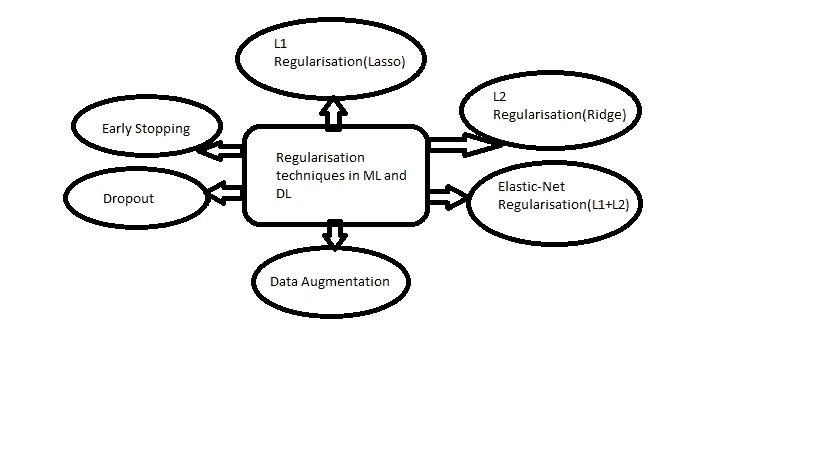 L1
Regularisation(Lasso)
L2
Regularisation(Ridge)
Early Stopping
Regularisation
techniques in ML and
DL
Elastic-Net
Regularisation(L1+L2)
Dropout
Data Augmentation